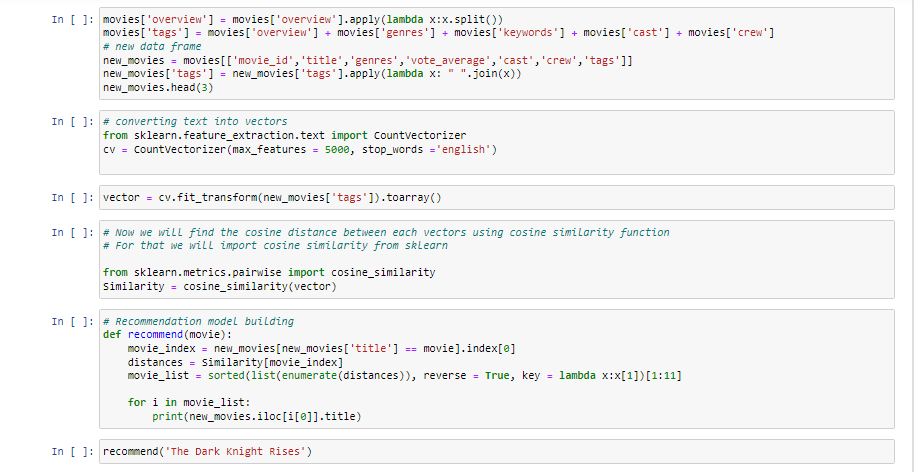 In [ ]: movies['overview'] = movies['overview'].apply(lambda x:x.split())
movies['tags'] = movies['overview'] + movies['genres'] + movies['keywords'] + movies['cast'] + movies['crew']
# new data frame
new_movies = movies[['movie_id','title','genres','vote_average','cast','crew','tags']]
new_movies['tags'] = new_movies['tags'].apply(lambda x: " ".join(x))
new_movies.head(3)
In [ ]: # converting text into vectors
from sklearn.feature_extraction.text import CountVectorizer
cv = CountVectorizer(max_features = 5000, stop_words ='english')
In [ ]: vector = cv.fit_transform(new_movies['tags']).toarray()
In [ ]: # Now we will find the cosine distance between each vectors using cosine similarity function
# For that we will import cosine similarity from sklearn
from sklearn.metrics.pairwise import cosine_similarity
Similarity = cosine_similarity(vector)
In [ ]: # Recommendation model building
def recommend(movie):
    movie_index = new_movies[new_movies['title'] == movie].index[0]
    distances = Similarity[movie_index]
    movie_list = sorted(list(enumerate(distances)), reverse = True, key = lambda x:x[1])[1:11]
    for i in movie_list:
        print(new_movies.iloc[i[0]].title)
In [ ]: recommend('The Dark Knight Rises')